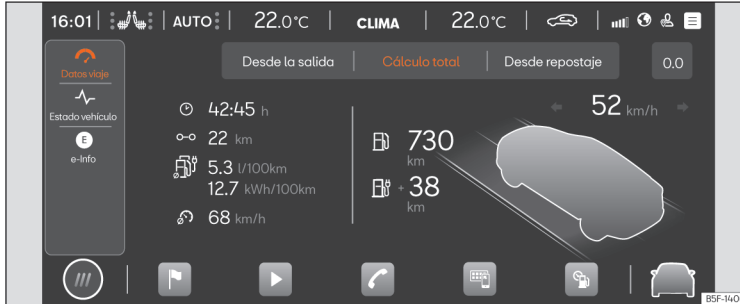 16:01 AUTO 22.0°C CLIMA 22.0°C
Datos viaje
Estado vehículo
E
e-Info
Desde la salida Cálculo total Desde repostaje 0.0
42:45 h
22 km
5.3 l/100km
12.7 kWh/100km
68 km/h
730
km
+ 38
km
52 km/h
B5F-140